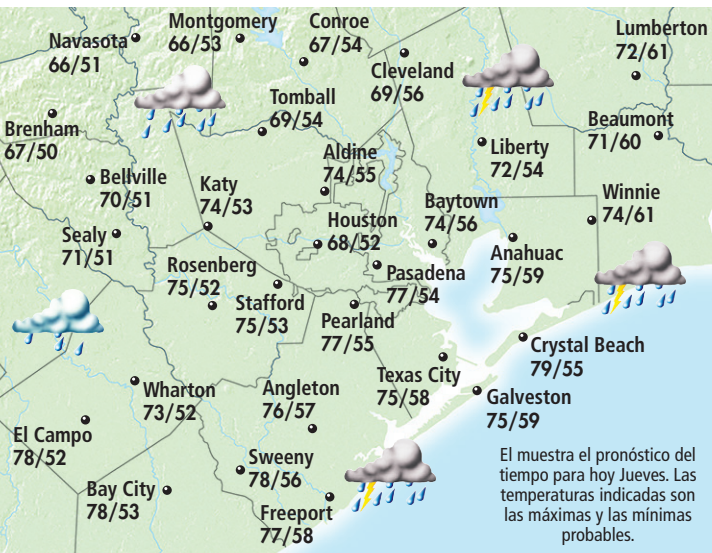 Montgomery
66/53
Conroe
67/54
Lumberton
72/61
Navasota
66/51
Cleveland
69/56
Tomball
69/54
Beaumont
71/60
Brenham
67/50
Liberty
72/54
Aldine
74/55
Bellville
70/51
Katy
74/53
Baytown
74/56
Winnie
74/61
Houston
68/52
Sealy
71/51
Anahuac
75/59
Rosenberg
75/52
Pasadena
77/54
Stafford
75/53
Pearland
77/55
Crystal Beach
79/55
Texas City
75/58
Wharton
73/52
Angleton
76/57
Galveston
75/59
El Campo
78/52
Sweeny
78/56
Bay City
78/53
Freeport
77/58
El muestra el pronóstico del
tiempo para hoy Jueves. Las
temperaturas indicadas son
las máximas y las mínimas
probables.